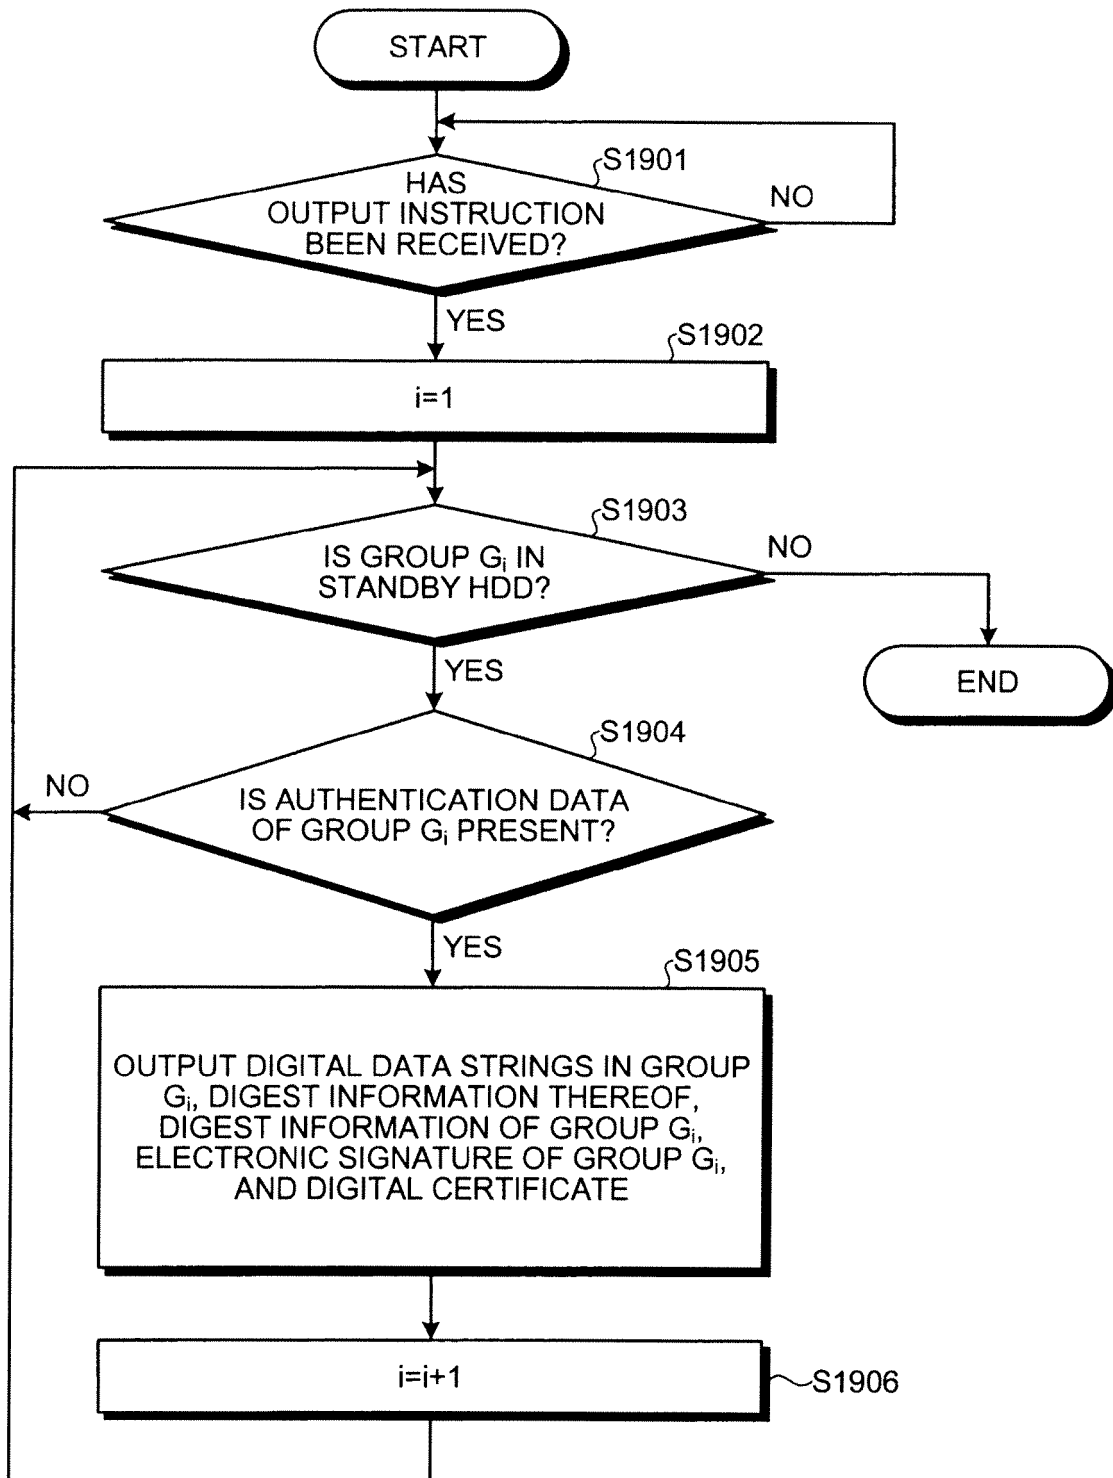 START
S1901
HAS
OUTPUT INSTRUCTION
BEEN RECEIVED?
NO
YES
S1902
i=1
S1903
IS GROUP Gi IN
STANDBY HDD?
NO
YES
END
S1904
NO
IS AUTHENTICATION DATA
OF GROUP Gi PRESENT?
YES
S1905
OUTPUT DIGITAL DATA STRINGS IN GROUP
Gi, DIGEST INFORMATION THEREOF,
DIGEST INFORMATION OF GROUP Gi,
ELECTRONIC SIGNATURE OF GROUP Gi,
AND DIGITAL CERTIFICATE
i=i+1
S1906